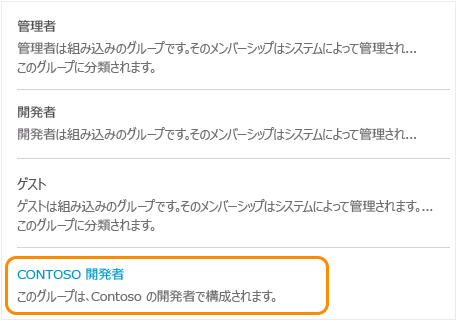 管理者
管理者は組み込みのグループです。そのメンバーシップはシステムによって管理され...
このグループに分類されます。
開発者
開発者は組み込みのグループです。そのメンバーシップはシステムによって管理され...
ゲスト
ゲストは組み込みのグループです。そのメンバーシップはシステムによって管理されます。...
このグループに分類されます。
CONTOSO 開発者
このグループは、Contoso の開発者で構成されます。